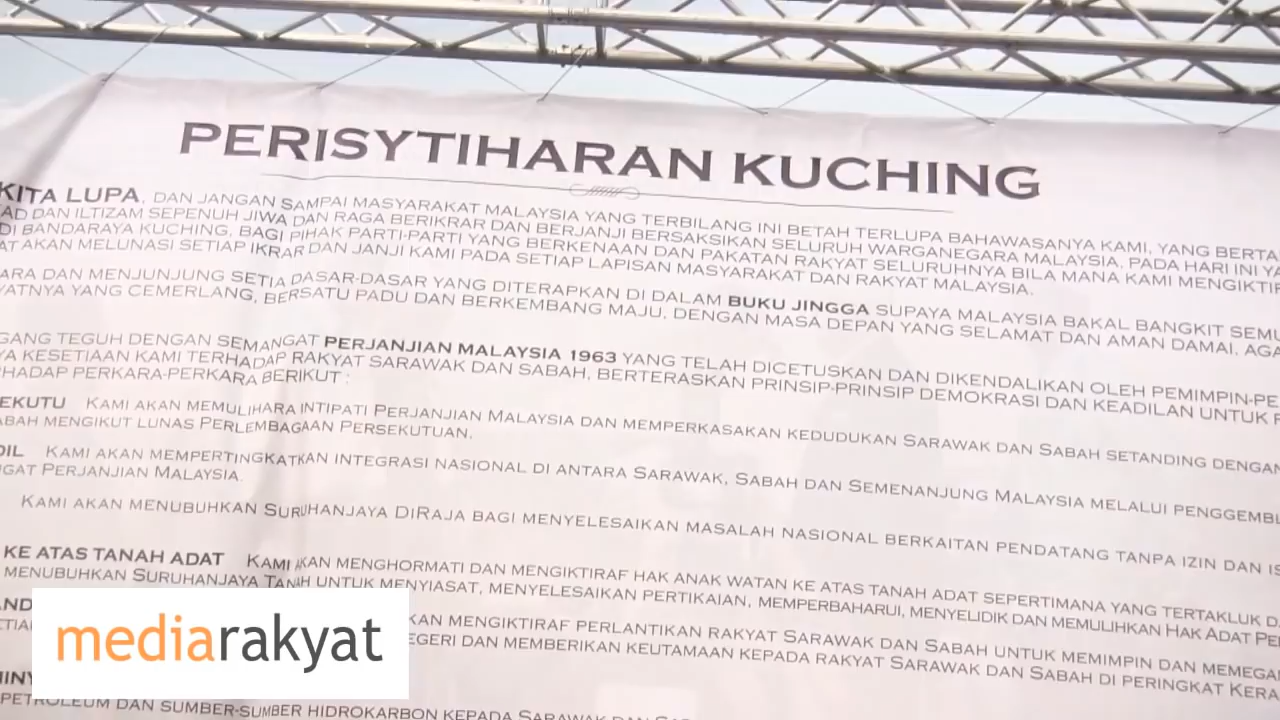 PERISYTIHARAN KUCHING
KITA LUPA, DAN JANGAN SAMPAI MASYARAKAT MALAYSIA YANG TERBILANG INI BETAH TERLUPA BAHAWASANYA KAMI, YANG BERTA
AD DAN ILTIZAM SEPENUH JIWA DAN RAGA BERIKRAR DAN BERJANJI BERSAKSIKAN SELURUH WARGANEGARA MALAYSIA, PADA HARI INI YA
DI BANDARAYA KUCHING, BAGI PIHAK PARTI-PARTI YANG BERKENAAN DAN PAKATAN RAKYAT SELURUHNYA BILA MANA KAMI MENGIKTIR
AT AKAN MELUNASI SETIAP IKRAR DAN JANJI KAMI PADA SETIAP LAPISAN MASYARAKAT DAN RAKYAT MALAYSIA.
ARA DAN MENJUNJUNG SETIA DASAR-DASAR YANG DITERAPKAN DI DALAM BUKU JINGGA SUPAYA MALAYSIA BAKAL BANGKIT SEMU
YATNYA YANG CEMERLANG, BERSATU PADU DAN BERKEMBANG MAJU, DENGAN MASA DEPAN YANG SELAMAT DAN AMAN DAMAI, AGA
GANG TEGUH DENGAN SEMANGAT PERJANJIAN MALAYSIA 1963 YANG TELAH DICETUSKAN DAN DIKENDALIKAN OLEH PEMIMPIN-PE
YA KESETIAAN KAMI TERHADAP RAKYAT SARAWAK DAN SABAH, BERTERASKAN PRINSIP-PRINSIP DEMOKRASI DAN KEADILAN UNTUK
HADAP PERKARA-PERKARA BERIKUT :
EKUTU KAMI AKAN MEMULIHARA INTIPATI PERJANJIAN MALAYSIA DAN MEMPERKASAKAN KEDUDUKAN SARAWAK DAN SABAH SETANDING DENGAN
ABAH MENGIKUT LUNAS PERLEMBAGAAN PERSEKUTUAN.
DIL KAMI AKAN MEMPERTINGKATKAN INTEGRASI NASIONAL DI ANTARA SARAWAK, SABAH DAN SEMENANJUNG MALAYSIA MELALUI PENGGEMBL
GAT PERJANJIAN MALAYSIA.
KAMI AKAN MENUBUHKAN SURUHANJAYA DIRAJA BAGI MENYELESAIKAN MASALAH NASIONAL BERKAITAN PENDATANG TANPA IZIN DAN IS
KE ATAS TANAH ADAT KAMI AKAN MENGHORMATI DAN MENGIKTIRAF HAK ANAK WATAN KE ATAS TANAH ADAT SEPERTIMANA YANG TERTAKLUK D
MENUBUHKAN SURUHANJAYA TANAH UNTUK MENYIASAT, MENYELESAIKAN PERTIKAIAN, MEMPERBAHARUI, MENYELIDIK DAN MEMULIHKAN HAK ADAT PE
KAN MENGIKTIRAF PERLANTIKAN RAKYAT SARAWAK DAN SABAH UNTUK MEMIMPIN DAN MEMEGAN
EGERI DAN MEMBERIKAN KEUTAMAAN KEPADA RAKYAT SARAWAK DAN SABAH DI PERINGKAT KERA
PETROLEUM DAN SUMBER-SUMBER HIDROKARBON KEPADA SARAWAK DAN
mediarakyat